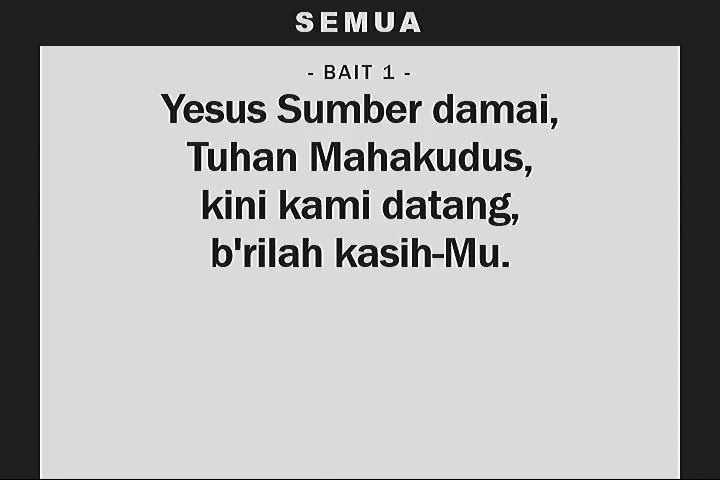 SEMUA
- BAIT 1 -
Yesus Sumber damai,
Tuhan Mahakudus,
kini kami datang,
b'rilah kasih-Mu.